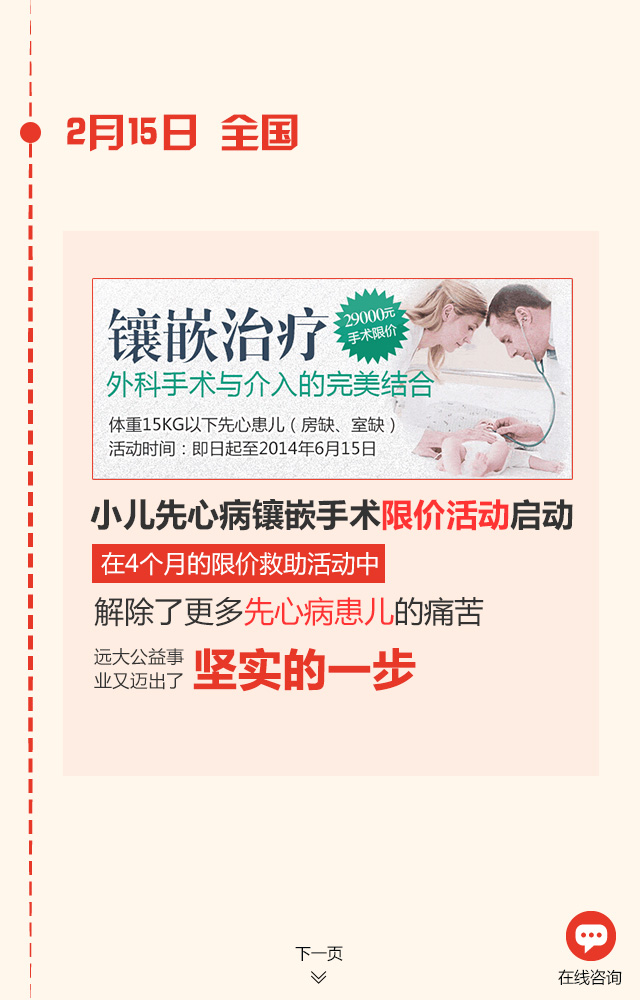 2月15日 全国
镶嵌治疗
29000元
手术限价
外科手术与介入的完美结合
体重15KG以下先心患儿（房缺、室缺）
活动时间：即日起至2014年6月15日
小儿先心病镶嵌手术限价活动启动
在4个月的限价救助活动中
解除了更多先心病患儿的痛苦
远大公益事
业又迈出了
坚实的一步
下一页
在线咨询